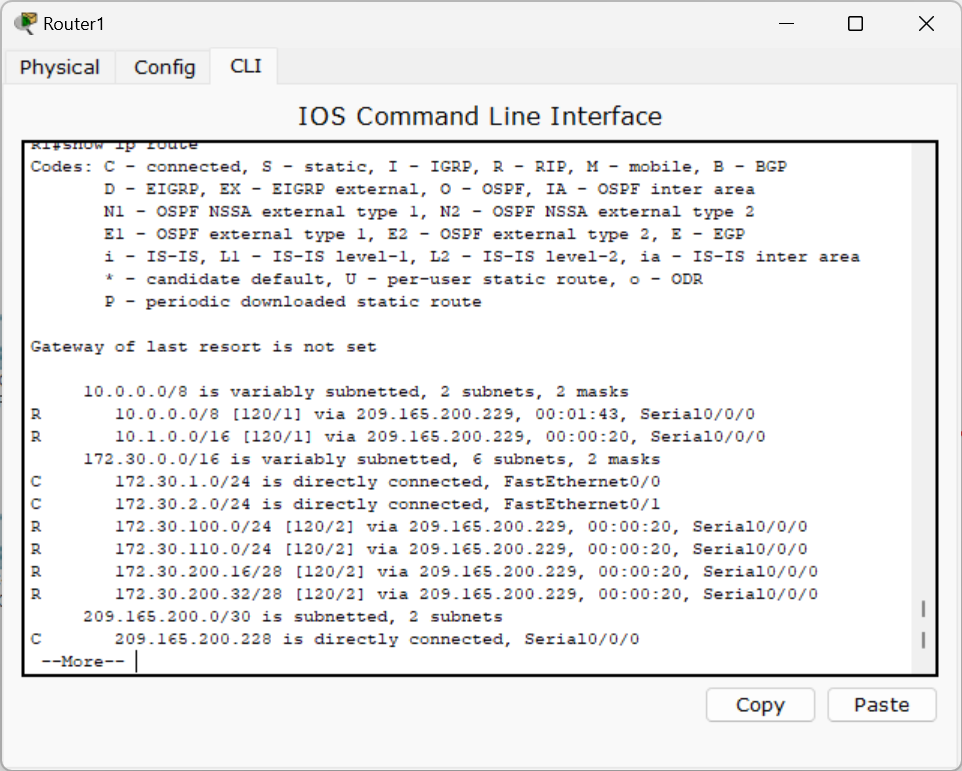 Router1
Physical Config CLI
IOS Command Line Interface
R1#show ip route
Codes: C - connected, S - static, I - IGRP, R - RIP, M - mobile, B - BGP
D - EIGRP, EX - EIGRP external, O - OSPF, IA - OSPF inter area
N1 - OSPF NSSA external type 1, N2 - OSPF NSSA external type 2
E1 - OSPF external type 1, E2 - OSPF external type 2, E - EGP
i - IS-IS, L1 - IS-IS level-1, L2 - IS-IS level-2, ia - IS-IS inter area
* - candidate default, U - per-user static route, o - ODR
P - periodic downloaded static route
Gateway of last resort is not set
10.0.0.0/8 is variably subnetted, 2 subnets, 2 masks
R 10.0.0.0/8 [120/1] via 209.165.200.229, 00:01:43, Serial0/0/0
R 10.1.0.0/16 [120/1] via 209.165.200.229, 00:00:20, Serial0/0/0
172.30.0.0/16 is variably subnetted, 6 subnets, 2 masks
C 172.30.1.0/24 is directly connected, FastEthernet0/0
C 172.30.2.0/24 is directly connected, FastEthernet0/1
R 172.30.100.0/24 [120/2] via 209.165.200.229, 00:00:20, Serial0/0/0
R 172.30.110.0/24 [120/2] via 209.165.200.229, 00:00:20, Serial0/0/0
R 172.30.200.16/28 [120/2] via 209.165.200.229, 00:00:20, Serial0/0/0
R 172.30.200.32/28 [120/2] via 209.165.200.229, 00:00:20, Serial0/0/0
209.165.200.0/30 is subnetted, 2 subnets
C 209.165.200.228 is directly connected, Serial0/0/0
--More--
Copy Paste